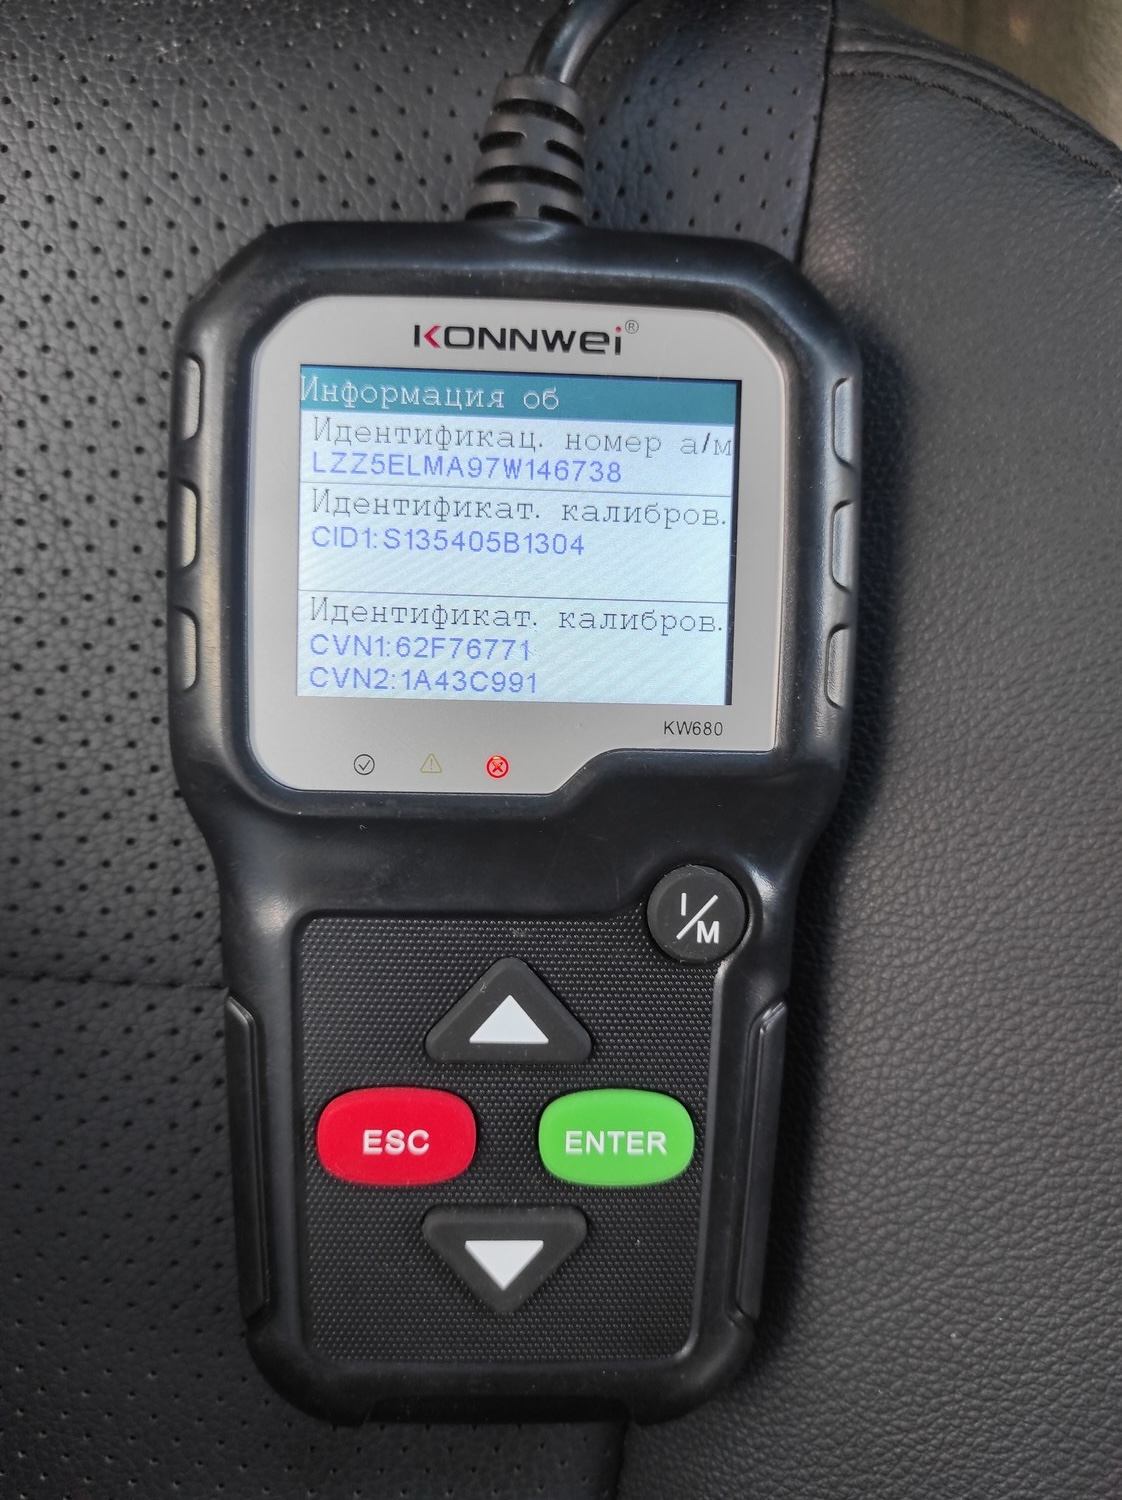 KONNWEI®
Информация об
Идентификац. номер а/м
LZZ5ELMA97W146738
Идентификат. калибров.
CID1:S135405B1304
Идентификат. калибров.
CVN1:62F76771
CVN2:1A43C991
KW680
I/M
ESC
ENTER